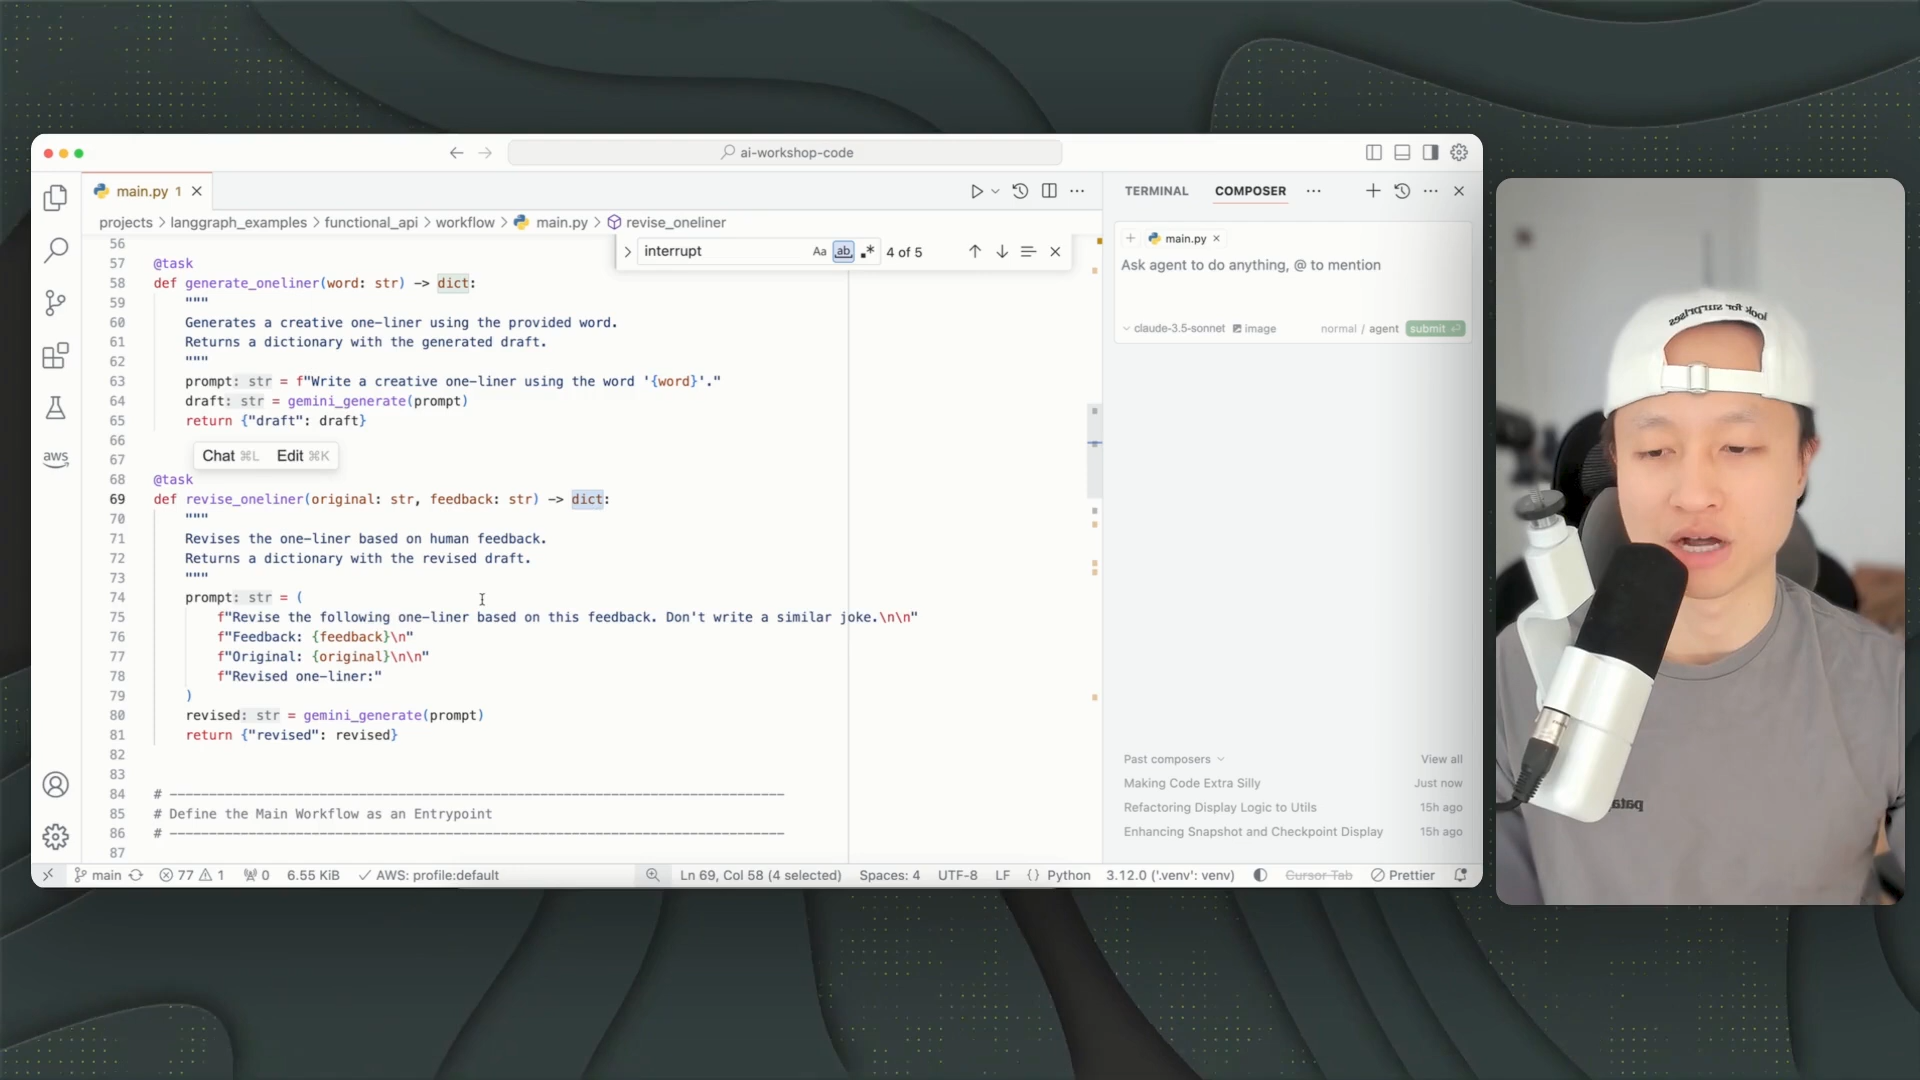 ai-workshop-code
main.py 1
TERMINAL COMPOSER
projects > langgraph_examples > functional_api > workflow > main.py > revise_oneliner
interrupt Aa ab .* 4 of 5
56
57 @task
58 def generate_oneliner(word: str) -> dict:
59 """
60 Generates a creative one-liner using the provided word.
61 Returns a dictionary with the generated draft.
62 """
63 prompt: str = f"Write a creative one-liner using the word '{word}'."
64 draft: str = gemini_generate(prompt)
65 return {"draft": draft}
66
Chat ⌘L Edit ⌘K
67
68 @task
69 def revise_oneliner(original: str, feedback: str) -> dict:
70 """
71 Revises the one-liner based on human feedback.
72 Returns a dictionary with the revised draft.
73 """
74 prompt: str = (
75 f"Revise the following one-liner based on this feedback. Don't write a similar joke.\n\n"
76 f"Feedback: {feedback}\n"
77 f"Original: {original}\n\n"
78 f"Revised one-liner:"
79 )
80 revised: str = gemini_generate(prompt)
81 return {"revised": revised}
82
83
84 # ------------------------------------------------------------------------------
85 # Define the Main Workflow as an Entrypoint
86 # ------------------------------------------------------------------------------
87
aws
main.py
Ask agent to do anything, @ to mention
claude-3.5-sonnet image normal / agent submit
Past composers View all
Making Code Extra Silly Just now
Refactoring Display Logic to Utils 15h ago
Enhancing Snapshot and Checkpoint Display 15h ago
main 77 1 0 6.55 KiB AWS: profile:default Ln 69, Col 58 (4 selected) Spaces: 4 UTF-8 LF {} Python 3.12.0 ('.venv': venv) Cursor Tab Prettier
look for surprises